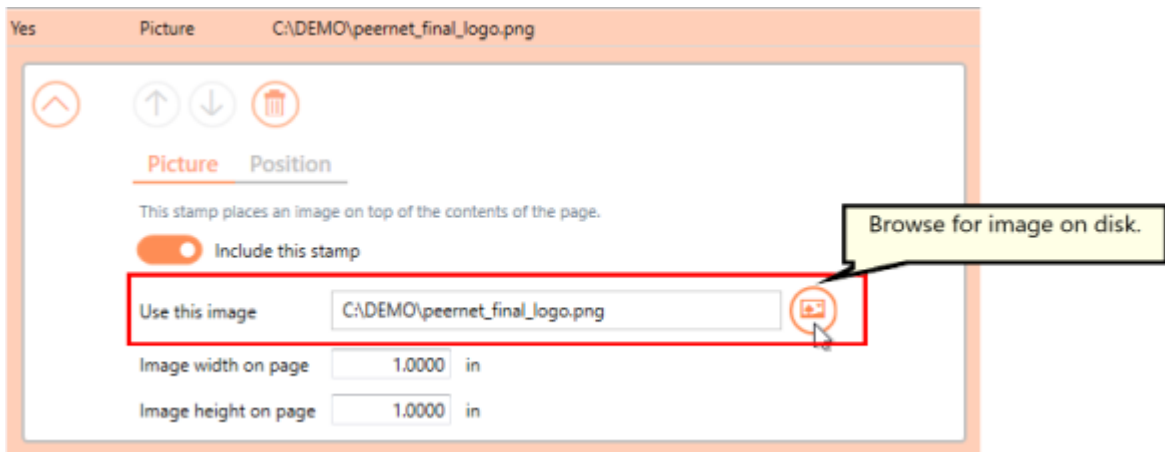 Yes Picture C:\DEMO\peernet_final_logo.png
Picture Position
This stamp places an image on top of the contents of the page.
Include this stamp
Browse for image on disk.
Use this image C:\DEMO\peernet_final_logo.png
Image width on page 1.0000 in
Image height on page 1.0000 in